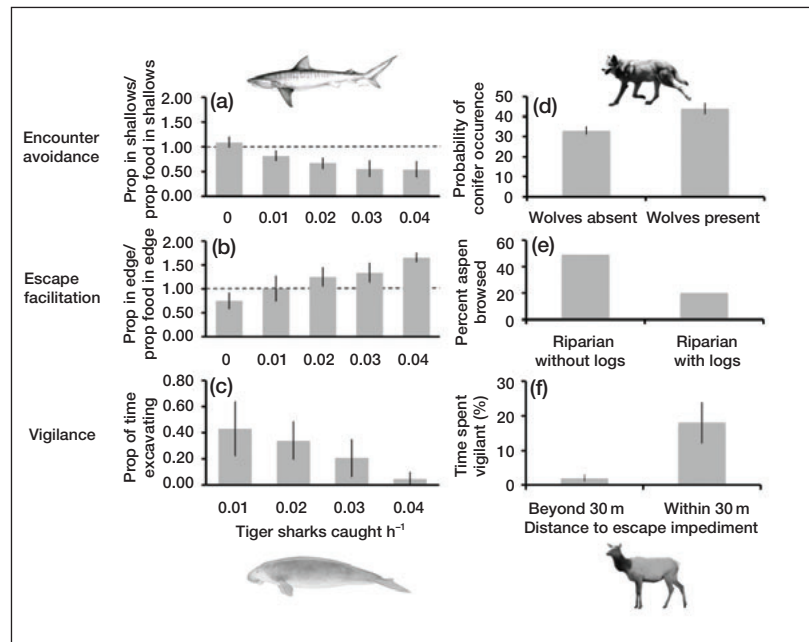 Encounter
avoidance
Prop in shallows/
prop food in shallows
2.00
1.50
1.00
0.50
0.00
(a)
0 0.01 0.02 0.03 0.04
Escape
facilitation
Prop in edge/
prop food in edge
2.00
1.50
1.00
0.50
0.00
(b)
0 0.01 0.02 0.03 0.04
Vigilance
Prop of time
excavating
0.80
0.60
0.40
0.20
0.00
(c)
0.01 0.02 0.03 0.04
Tiger sharks caught h⁻¹
Probability of
conifer occurence
50
40
30
20
10
0
(d)
Wolves absent Wolves present
Percent aspen
browsed
60
40
20
0
(e)
Riparian Riparian
without logs with logs
Time spent
vigilant (%)
30
20
10
0
(f)
Beyond 30 m Within 30 m
Distance to escape impediment